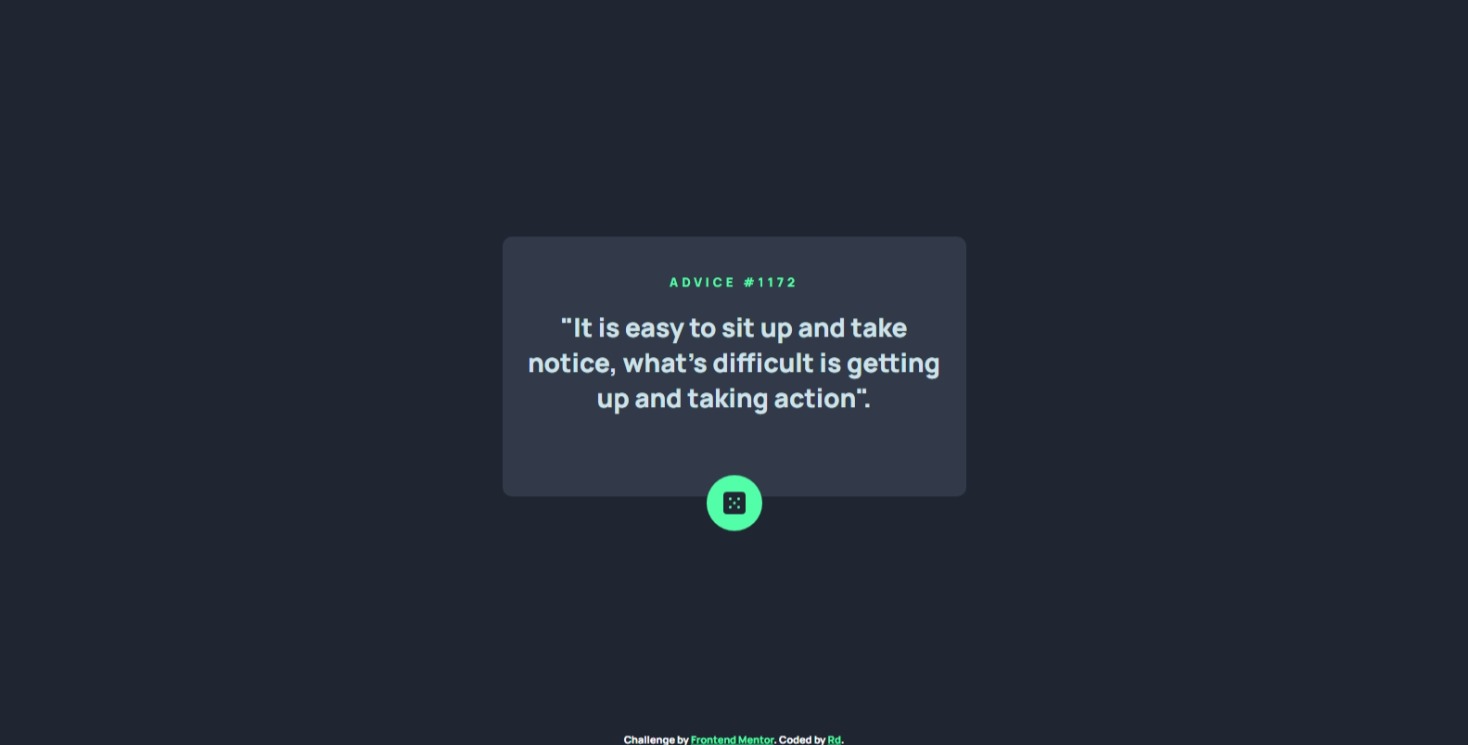 ADVICE #1172
"It is easy to sit up and take
notice, what's difficult is getting
up and taking action".
Challenge by Frontend Mentor. Coded by Rd.